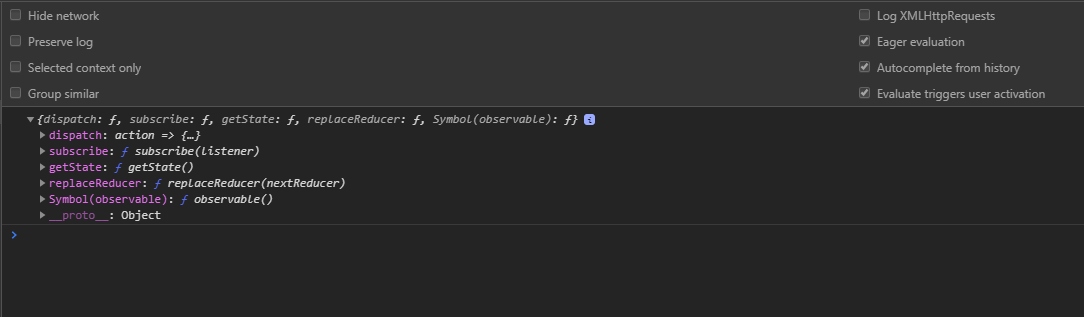 Hide network
Log XMLHttpRequests
Preserve log
Eager evaluation
Selected context only
Autocomplete from history
Group similar
Evaluate triggers user activation
{dispatch: ƒ, subscribe: ƒ, getState: ƒ, replaceReducer: ƒ, Symbol(observable): ƒ} i
dispatch: action => {…}
subscribe: ƒ subscribe(listener)
getState: ƒ getState()
replaceReducer: ƒ replaceReducer(nextReducer)
Symbol(observable): ƒ observable()
__proto__: Object
>